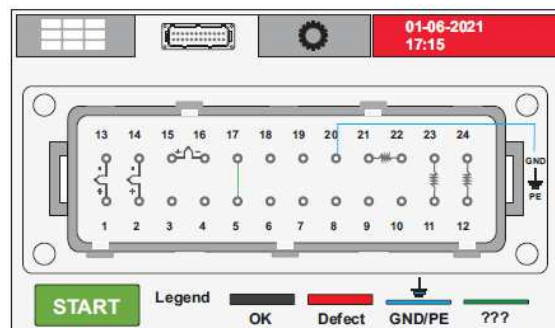 01-06-2021
17:15
13 14 15 16 17 18 19 20 21 22 23 24
GND
PE
1 2 3 4 5 6 7 8 9 10 11 12
START
Legend
OK
Defect
GND/PE
???